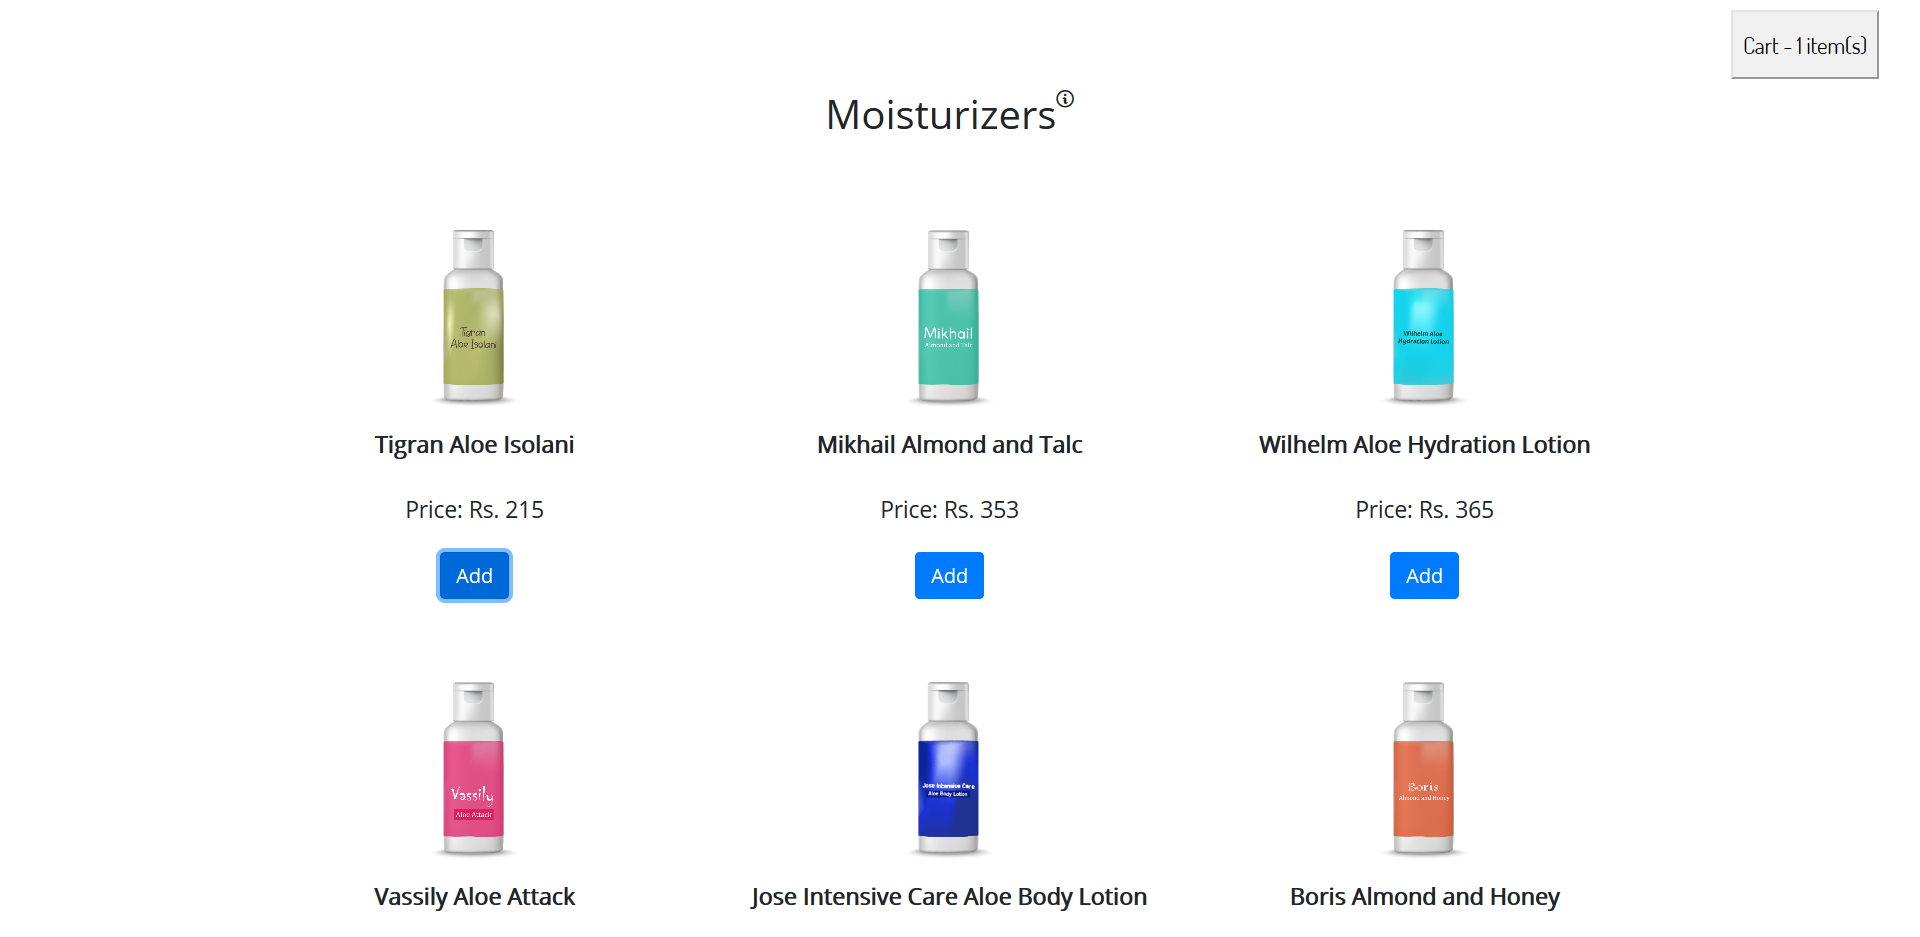 Cart - 1 item(s)
Moisturizers
Tigran
Aloe Isolani
Mikhail
Almond and Talc
Wilhelm Aloe
Hydration Lotion
Tigran Aloe Isolani
Mikhail Almond and Talc
Wilhelm Aloe Hydration Lotion
Price: Rs. 215
Price: Rs. 353
Price: Rs. 365
Add
Add
Add
Vassily
Aloe Attack
Jose Intensive Care
Aloe Body Lotion
Boris
Almond and Honey
Vassily Aloe Attack
Jose Intensive Care Aloe Body Lotion
Boris Almond and Honey